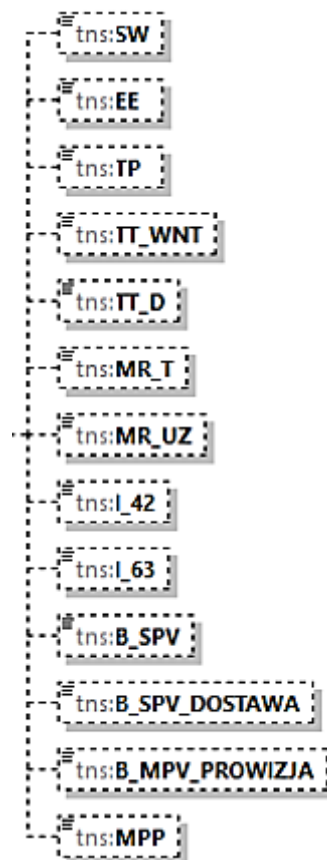 tns:SW
tns:EE
tns:TP
tns:TT_WNT
tns:TT_D
tns:MR_T
tns:MR_UZ
tns:I_42
tns:I_63
tns:B_SPV
tns:B_SPV_DOSTAWA
tns:B_MPV_PROWIZJA
tns:MPP